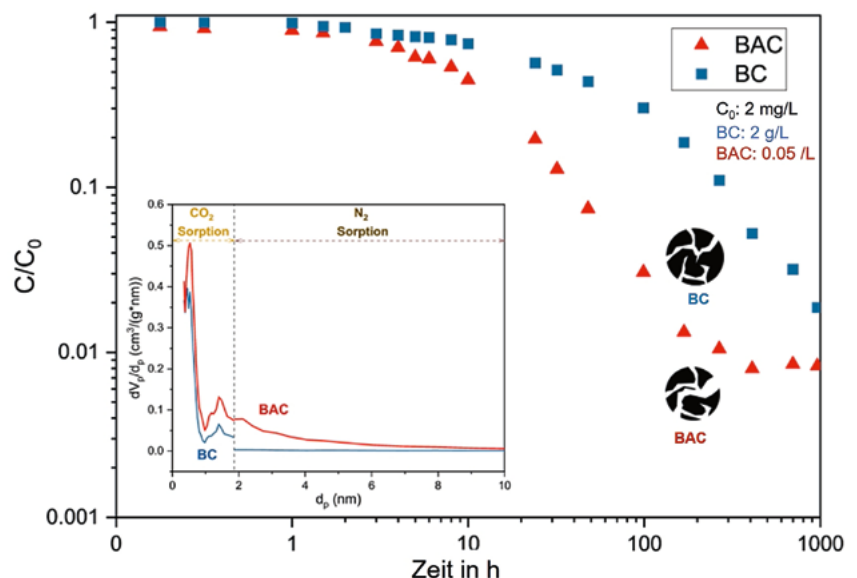 BAC
BC
C0: 2 mg/L
BC: 2 g/L
BAC: 0.05 /L
C/C0
1
0.1
0.01
0.001
0
1
10
100
1000
Zeit in h
BC
BAC
CO2
Sorption
N2
Sorption
dVp/dp (cm3/(g*nm))
0.6
0.5
0.4
0.3
0.2
0.1
0.0
BAC
BC
0
2
4
6
8
10
dp (nm)